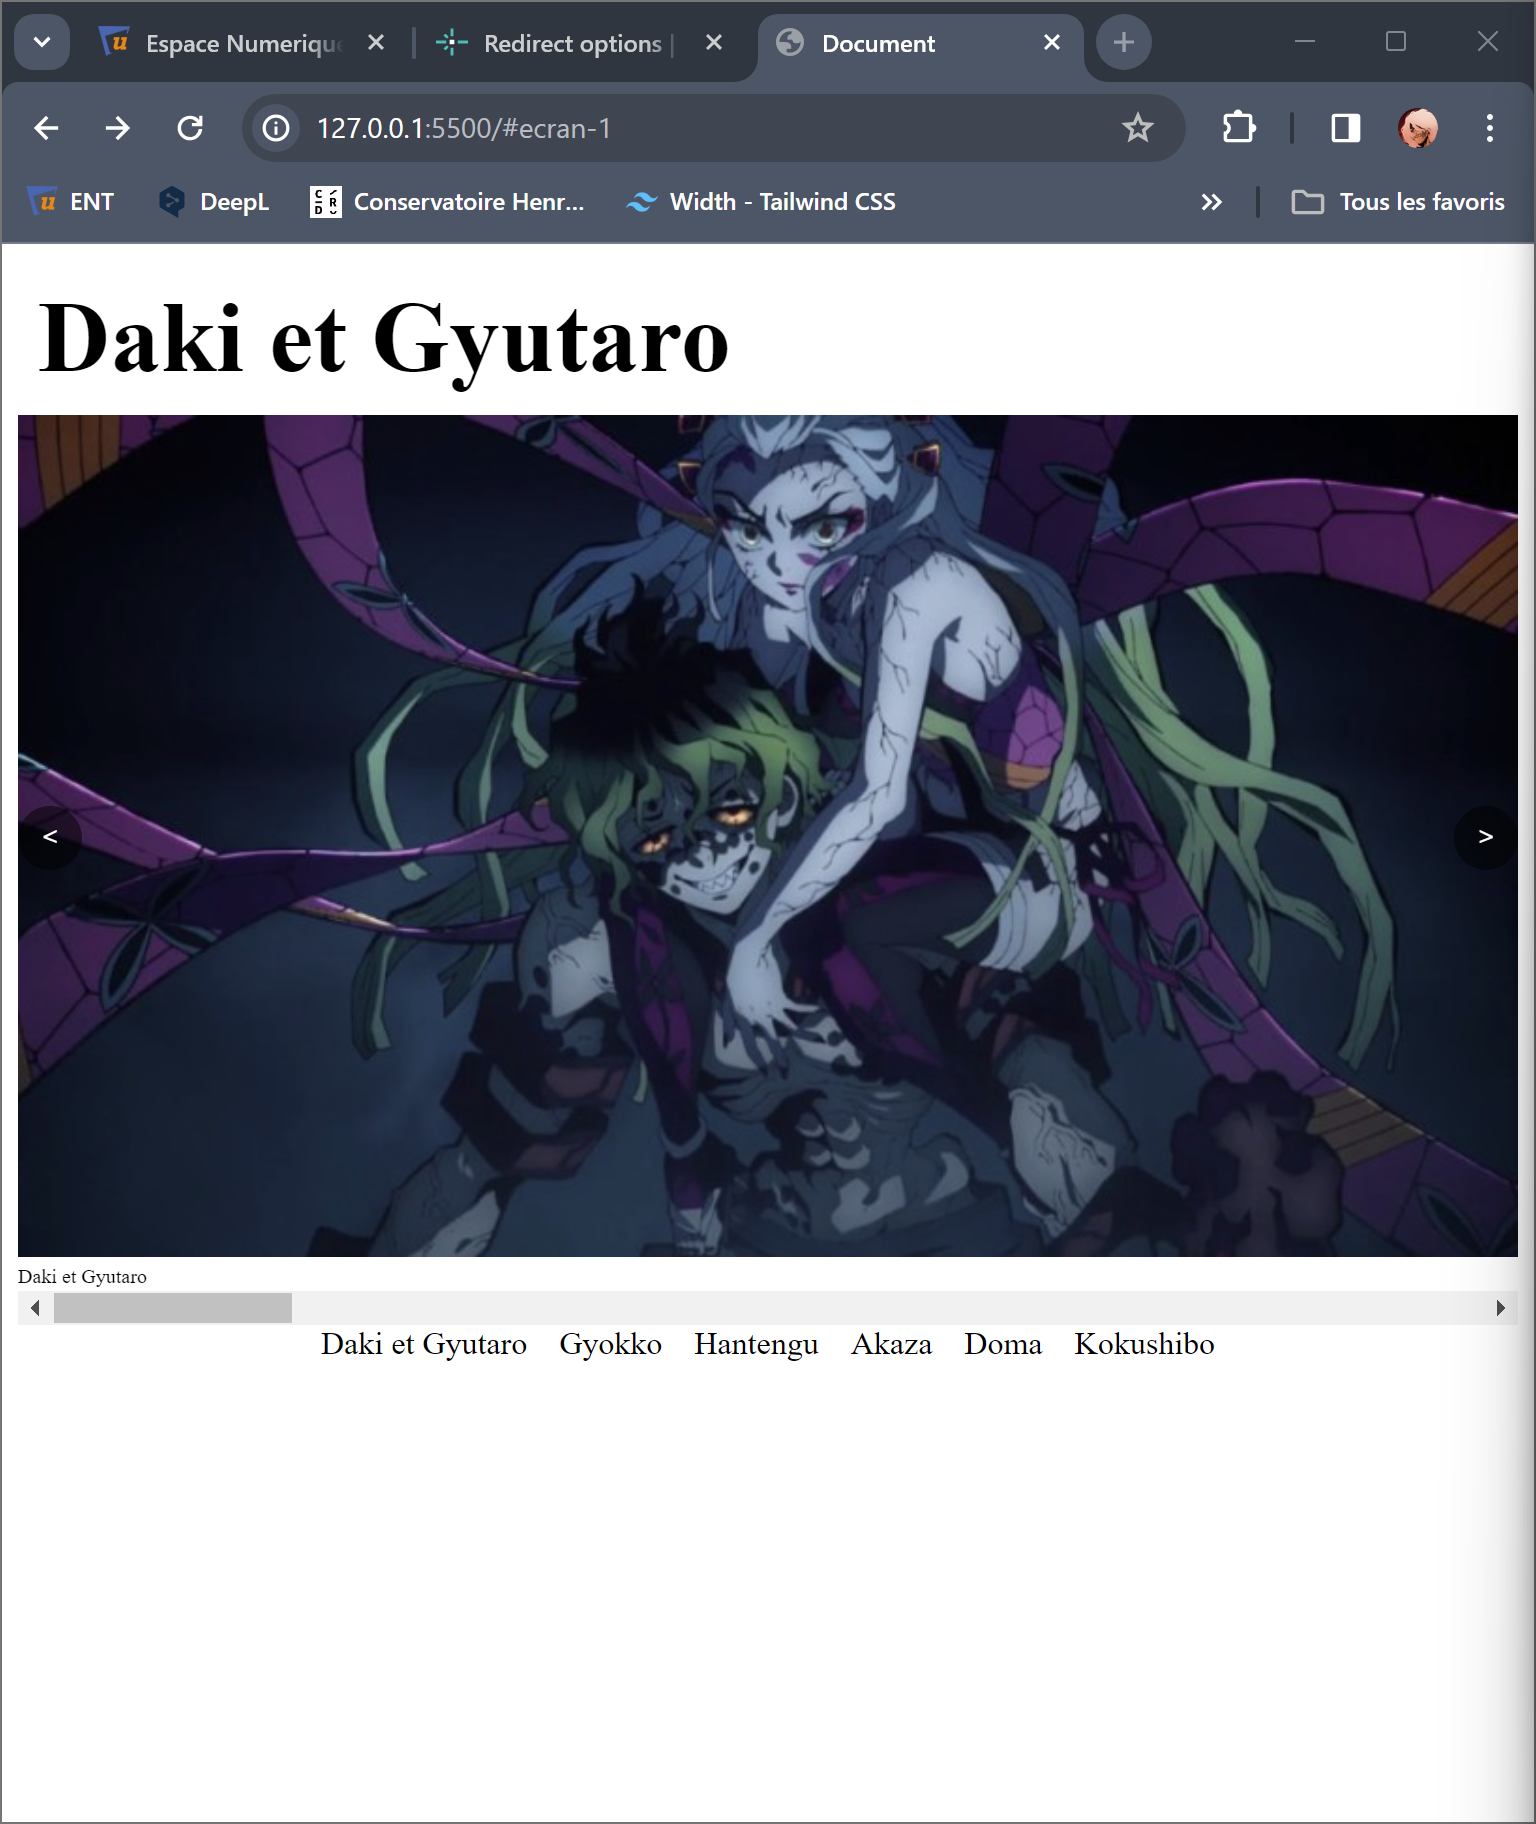 Espace Numerique
Redirect options |
Document
127.0.0.1:5500/#ecran-1
ENT
DeepL
C R D
Conservatoire Henr...
Width - Tailwind CSS
Tous les favoris
Daki et Gyutaro
<
>
Daki et Gyutaro
Daki et Gyutaro Gyokko Hantengu Akaza Doma Kokushibo